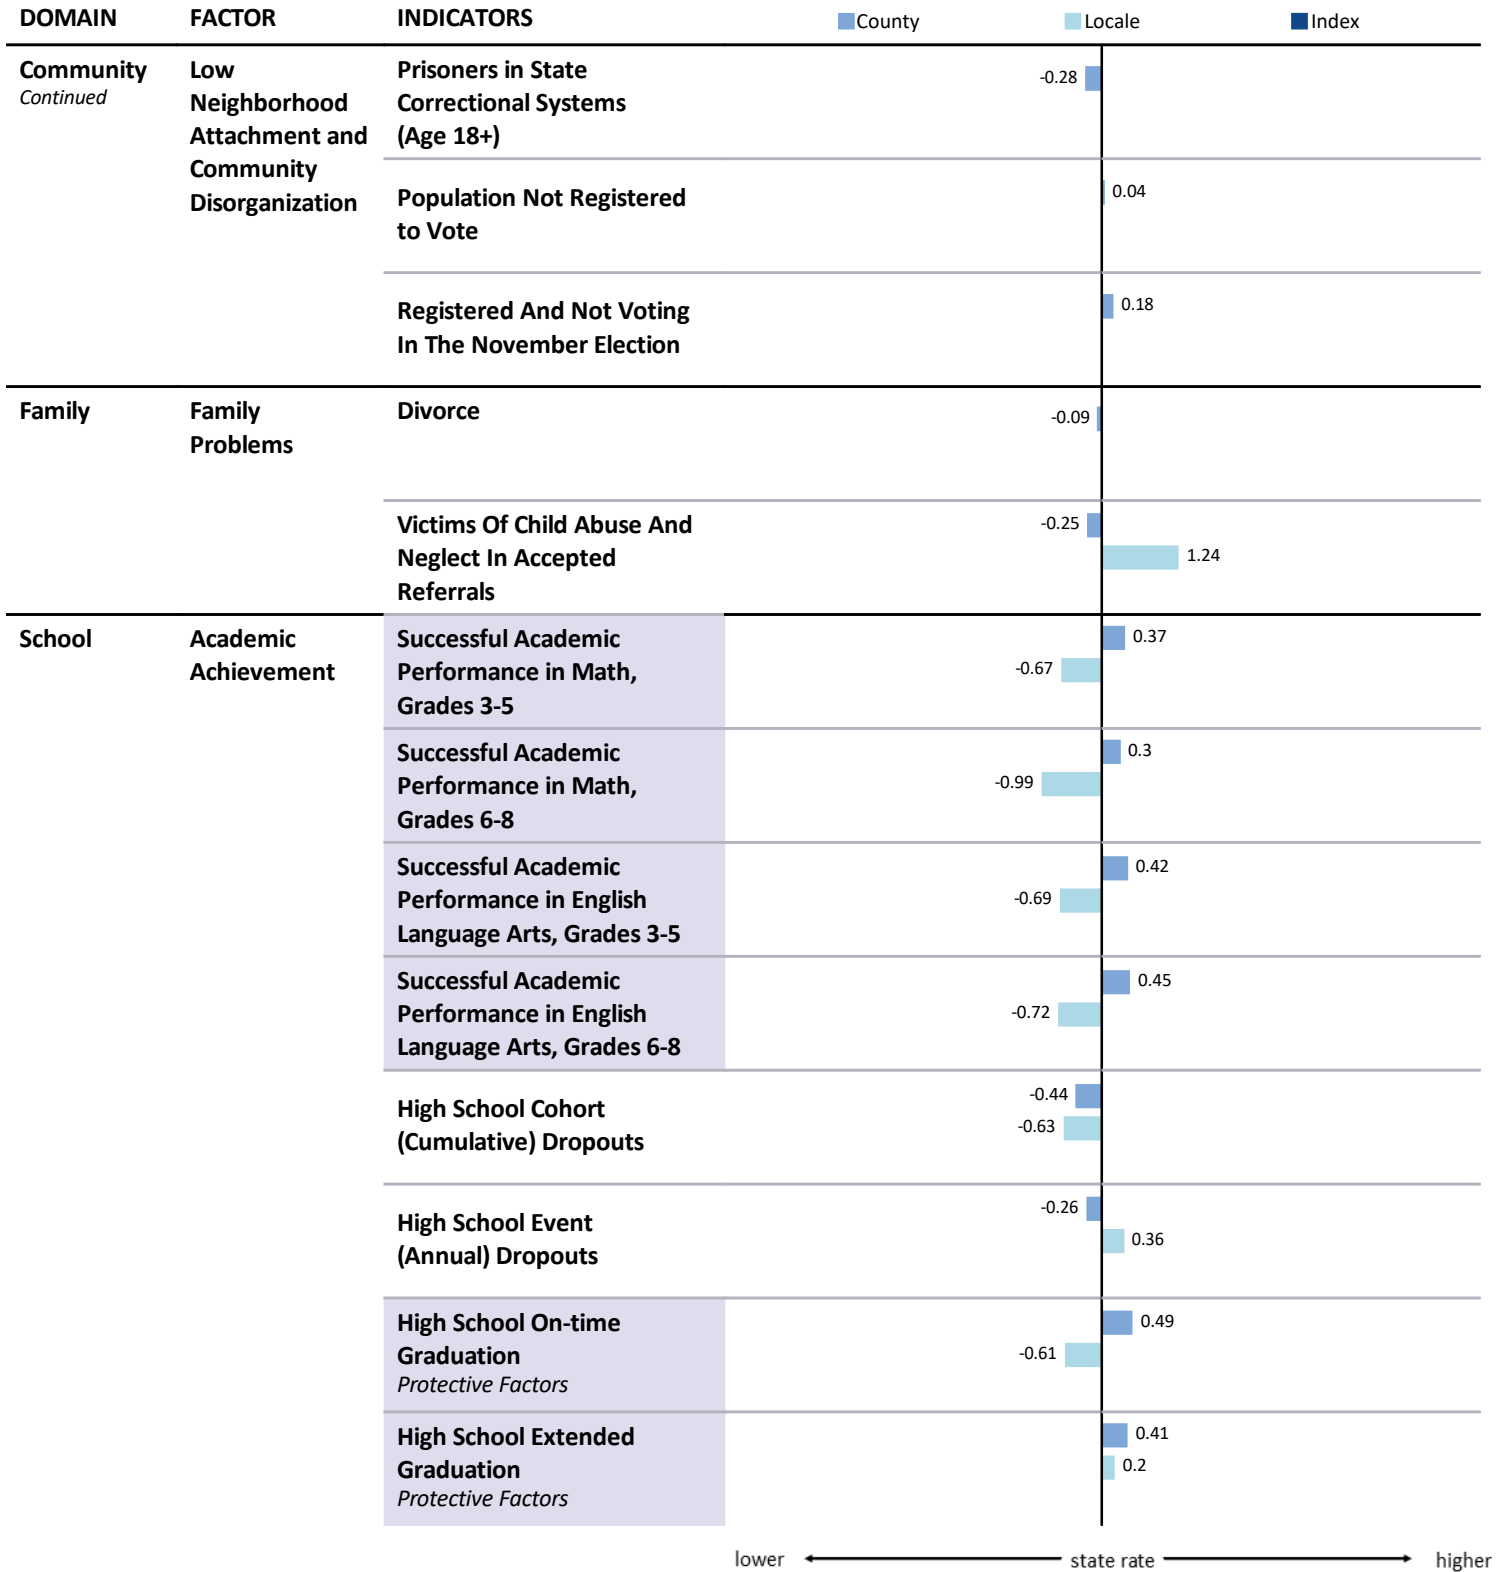 DOMAIN FACTOR INDICATORS County Locale Index
Community
Continued
Low
Neighborhood
Attachment and
Community
Disorganization
Prisoners in State
Correctional Systems
(Age 18+)
-0.28
Population Not Registered
to Vote
0.04
Registered And Not Voting
In The November Election
0.18
Family
Family
Problems
Divorce
-0.09
Victims Of Child Abuse And
Neglect In Accepted
Referrals
-0.25
1.24
School
Academic
Achievement
Successful Academic
Performance in Math,
Grades 3-5
0.37
-0.67
Successful Academic
Performance in Math,
Grades 6-8
0.3
-0.99
Successful Academic
Performance in English
Language Arts, Grades 3-5
0.42
-0.69
Successful Academic
Performance in English
Language Arts, Grades 6-8
0.45
-0.72
High School Cohort
(Cumulative) Dropouts
-0.44
-0.63
High School Event
(Annual) Dropouts
-0.26
0.36
High School On-time
Graduation
Protective Factors
0.49
-0.61
High School Extended
Graduation
Protective Factors
0.41
0.2
lower state rate higher